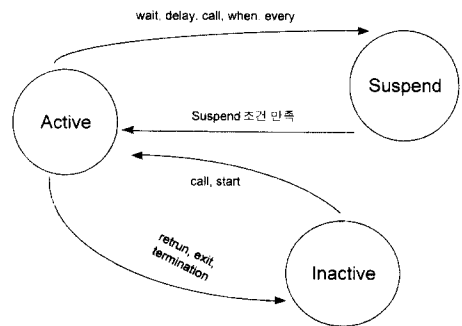 wait, delay, call, when, every
Suspend
Active
Suspend 조건 만족
call, start
retrun, exit,
termination
Inactive